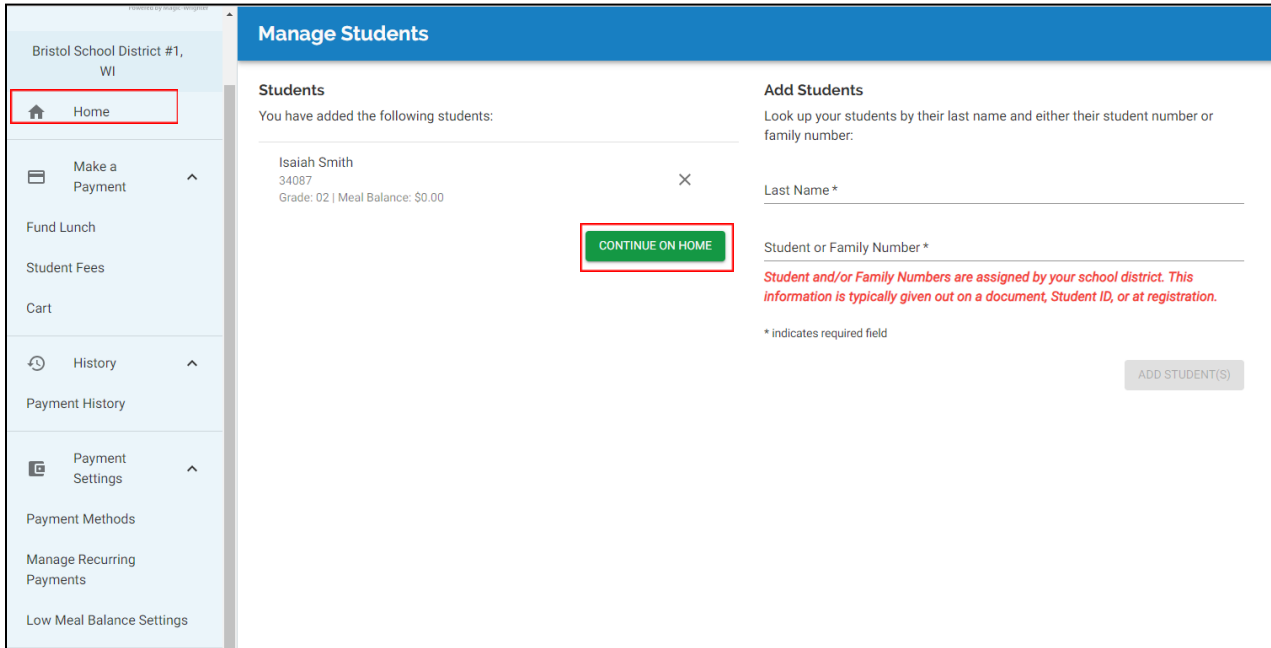 Powered by Magic-Wrighter
Bristol School District #1,
WI
Home
Make a
Payment
Fund Lunch
Student Fees
Cart
History
Payment History
Payment
Settings
Payment Methods
Manage Recurring
Payments
Low Meal Balance Settings
Manage Students
Students
You have added the following students:
Isaiah Smith
34087
Grade: 02 | Meal Balance: $0.00
CONTINUE ON HOME
Add Students
Look up your students by their last name and either their student number or
family number:
Last Name *
Student or Family Number *
Student and/or Family Numbers are assigned by your school district. This
information is typically given out on a document, Student ID, or at registration.
* indicates required field
ADD STUDENT(S)